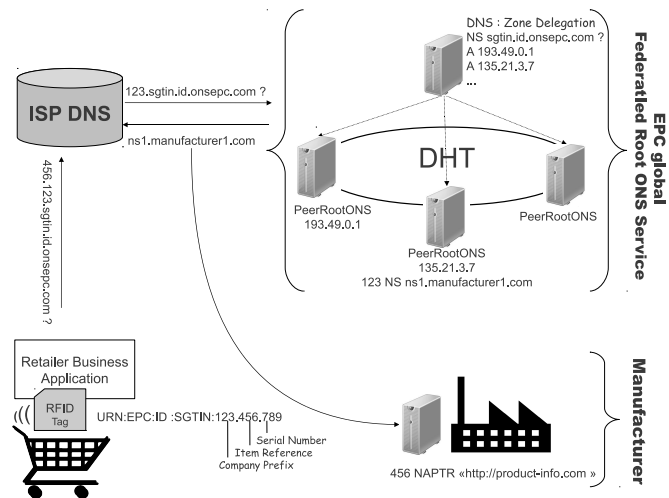 DNS : Zone Delegation
NS sgtin.id.onsepc.com ?
A 193.49.0.1
A 135.21.3.7
...
ISP DNS
123.sgtin.id.onsepc.com ?
ns1.manufacturer1.com
456.123.sgtin.id.onsepc.com ?
DHT
PeerRootONS
193.49.0.1
PeerRootONS
135.21.3.7
123 NS ns1.manufacturer1.com
PeerRootONS
EPC global
Federatled Root ONS Service
Retailer Business
Application
RFID
Tag
URN:EPC:ID :SGTIN:123.456.789
Serial Number
Item Reference
Company Prefix
456 NAPTR «http://product-info.com »
Manufacturer